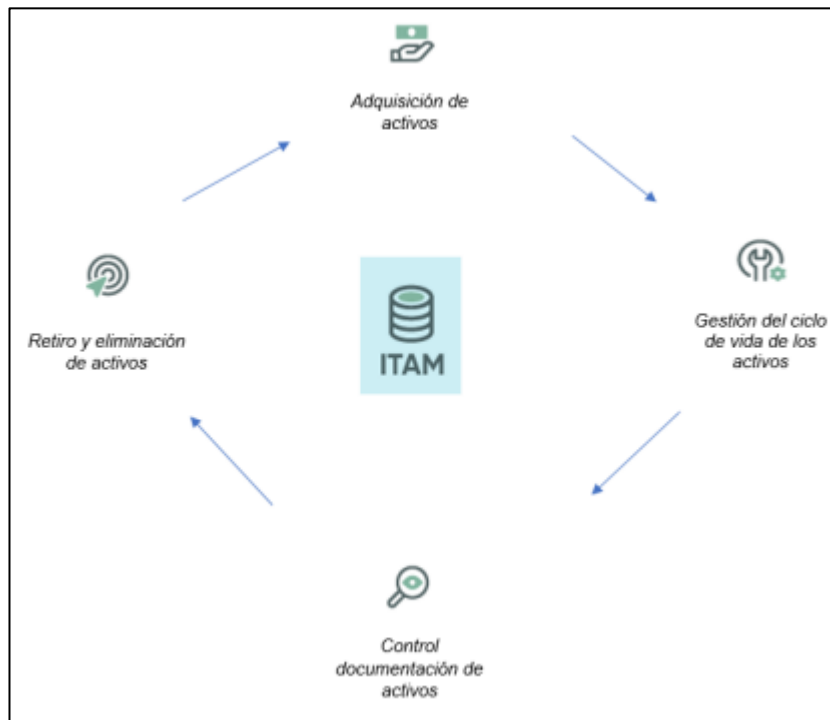 Adquisición de
activos
Gestión del ciclo
de vida de los
activos
Retiro y eliminación
de activos
ITAM
Control
documentación de
activos